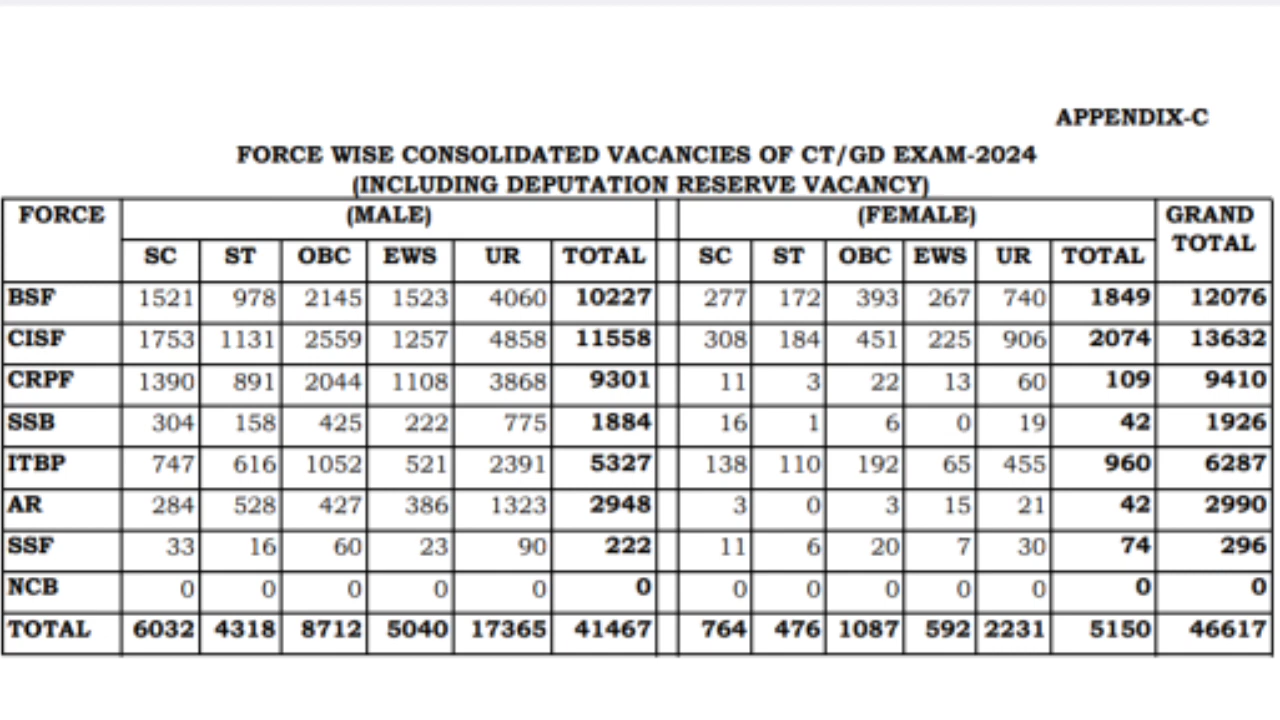 APPENDIX-C
FORCE WISE CONSOLIDATED VACANCIES OF CT/GD EXAM-2024
(INCLUDING DEPUTATION RESERVE VACANCY)
FORCE (MALE) (FEMALE) GRAND TOTAL
SC ST OBC EWS UR TOTAL SC ST OBC EWS UR TOTAL
BSF 1521 978 2145 1523 4060 10227 277 172 393 267 740 1849 12076
CISF 1753 1131 2559 1257 4858 11558 308 184 451 225 906 2074 13632
CRPF 1390 891 2044 1108 3868 9301 11 3 22 13 60 109 9410
SSB 304 158 425 222 775 1884 16 1 6 0 19 42 1926
ITBP 747 616 1052 521 2391 5327 138 110 192 65 455 960 6287
AR 284 528 427 386 1323 2948 3 0 3 15 21 42 2990
SSF 33 16 60 23 90 222 11 6 20 7 30 74 296
NCB 0 0 0 0 0 0 0 0 0 0 0 0 0
TOTAL 6032 4318 8712 5040 17365 41467 764 476 1087 592 2231 5150 46617